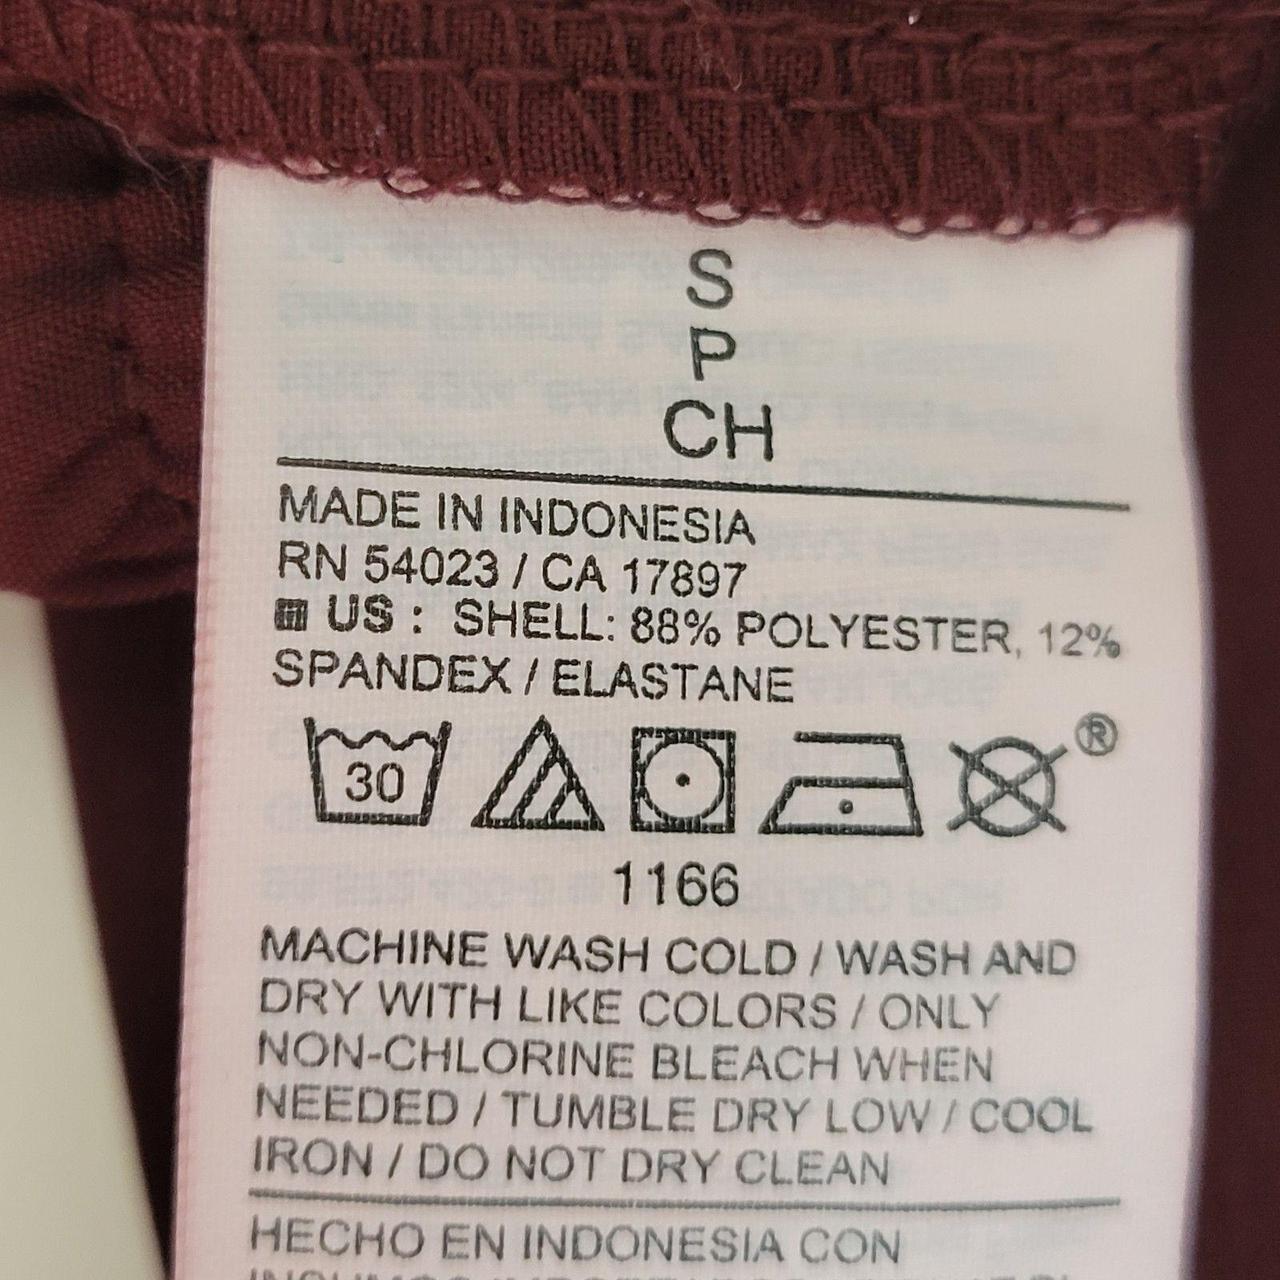 S
P
CH
MADE IN INDONESIA
RN 54023 / CA 17897
US : SHELL: 88% POLYESTER, 12%
SPANDEX / ELASTANE
30
®
1166
MACHINE WASH COLD / WASH AND
DRY WITH LIKE COLORS / ONLY
NON-CHLORINE BLEACH WHEN
NEEDED / TUMBLE DRY LOW / COOL
IRON / DO NOT DRY CLEAN
HECHO EN INDONESIA CON